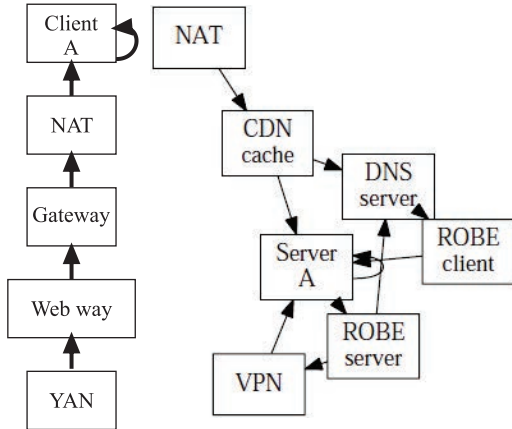 Client
A
NAT
Gateway
Web way
YAN
NAT
CDN
cache
DNS
server
ROBE
client
Server
A
ROBE
server
VPN